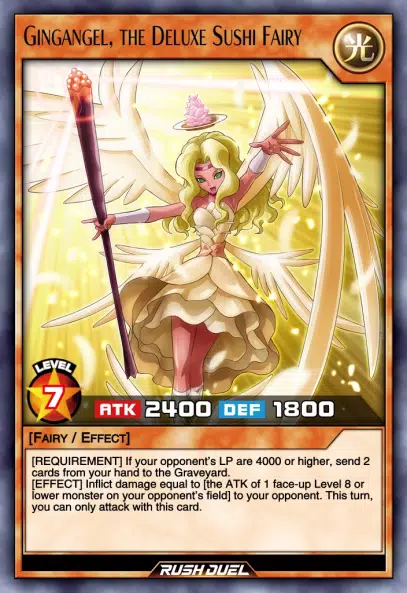 Gingangel, the Deluxe Sushi Fairy
光
LEVEL
7
ATK 2400 DEF 1800
[Fairy / Effect]
[REQUIREMENT] If your opponent's LP are 4000 or higher, send 2
cards from your hand to the Graveyard.
[EFFECT] Inflict damage equal to [the ATK of 1 face-up Level 8 or
lower monster on your opponent's field] to your opponent. This turn,
you can only attack with this card.
RUSH DUEL